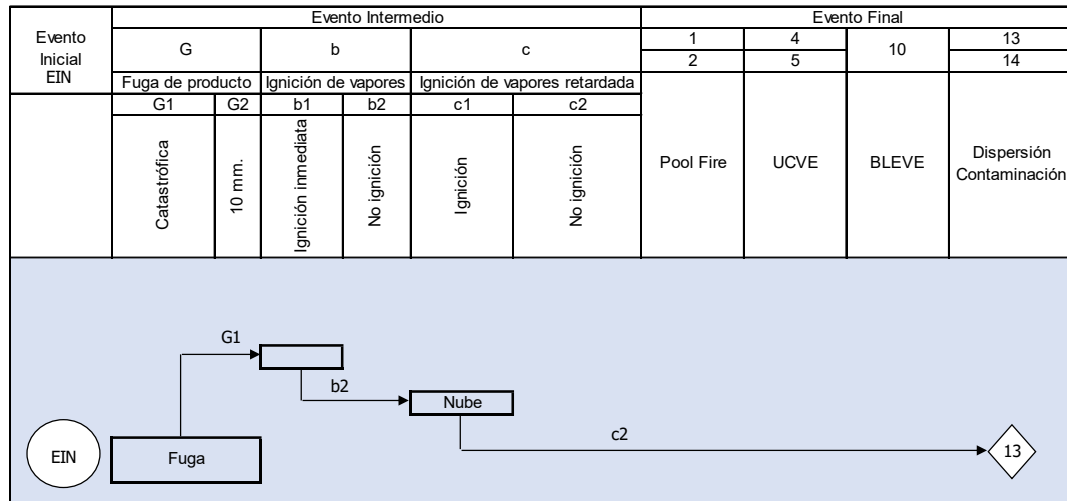 Evento Inicial EIN
Evento Intermedio
Evento Final
G
b
c
1
4
10
13
2
5
14
Fuga de producto
Ignición de vapores
Ignición de vapores retardada
G1
G2
b1
b2
c1
c2
Catastrófica
10 mm.
Ignición inmediata
No ignición
Ignición
No ignición
Pool Fire
UCVE
BLEVE
Dispersión
Contaminación
G1
b2
Nube
c2
EIN
Fuga
13